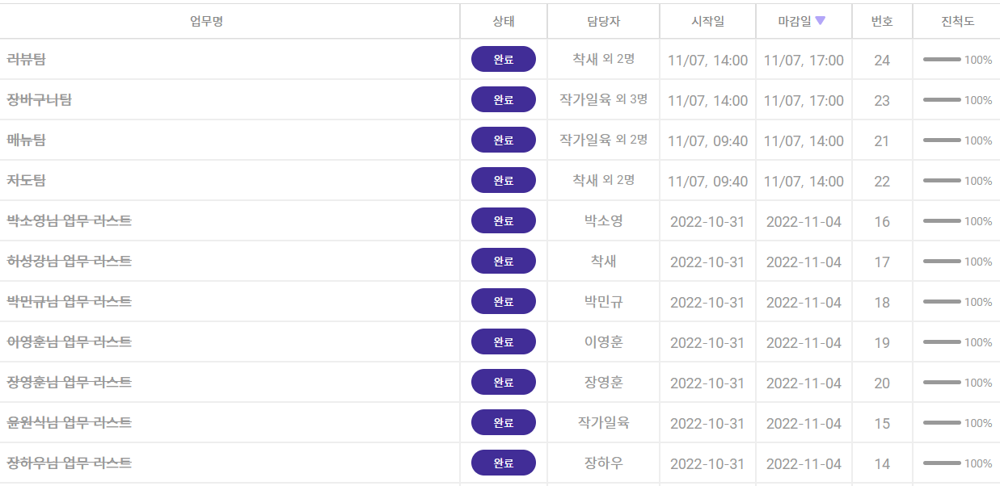 업무명 상태 담당자 시작일 마감일 번호 진척도
리뷰팀 완료 착새 외 2명 11/07, 14:00 11/07, 17:00 24 100%
장바구니팀 완료 작가일육 외 3명 11/07, 14:00 11/07, 17:00 23 100%
메뉴팀 완료 작가일육 외 2명 11/07, 09:40 11/07, 14:00 21 100%
지도팀 완료 착새 외 2명 11/07, 09:40 11/07, 14:00 22 100%
박소영님 업무 리스트 완료 박소영 2022-10-31 2022-11-04 16 100%
허성강님 업무 리스트 완료 착새 2022-10-31 2022-11-04 17 100%
박민규님 업무 리스트 완료 박민규 2022-10-31 2022-11-04 18 100%
이영훈님 업무 리스트 완료 이영훈 2022-10-31 2022-11-04 19 100%
장영훈님 업무 리스트 완료 장영훈 2022-10-31 2022-11-04 20 100%
윤원식님 업무 리스트 완료 작가일육 2022-10-31 2022-11-04 15 100%
장하우님 업무 리스트 완료 장하우 2022-10-31 2022-11-04 14 100%